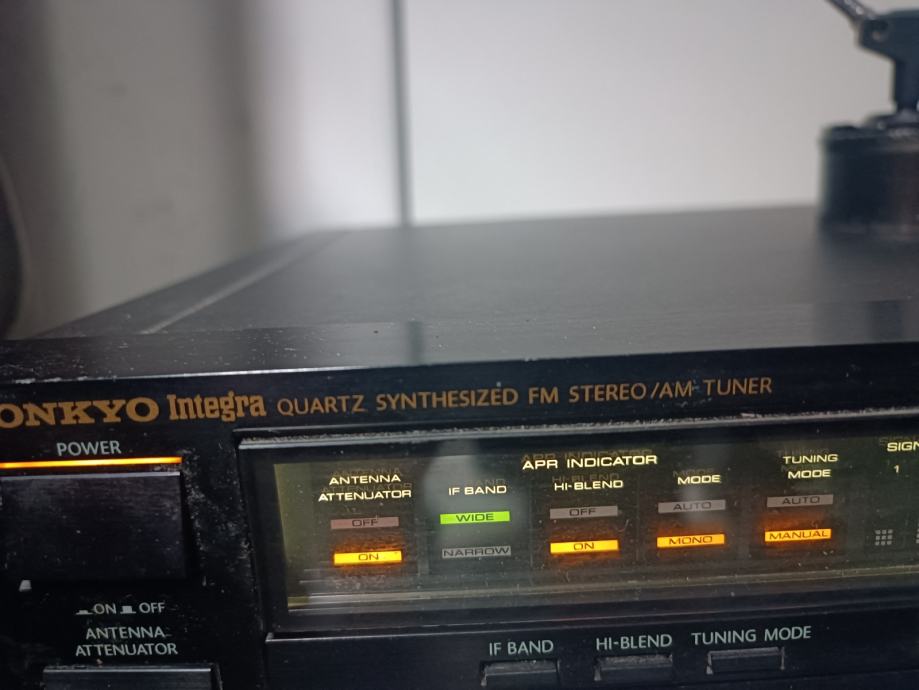 ONKYO Integra QUARTZ SYNTHESIZED FM STEREO/AM TUNER
POWER
APR INDICATOR
ANTENNA ATTENUATOR
OFF
ON
IF BAND
WIDE
NARROW
HI-BLEND
OFF
ON
MODE
AUTO
MONO
TUNING MODE
AUTO
MANUAL
SIGN
1
ON OFF
ANTENNA
ATTENUATOR
IF BAND
HI-BLEND
TUNING MODE